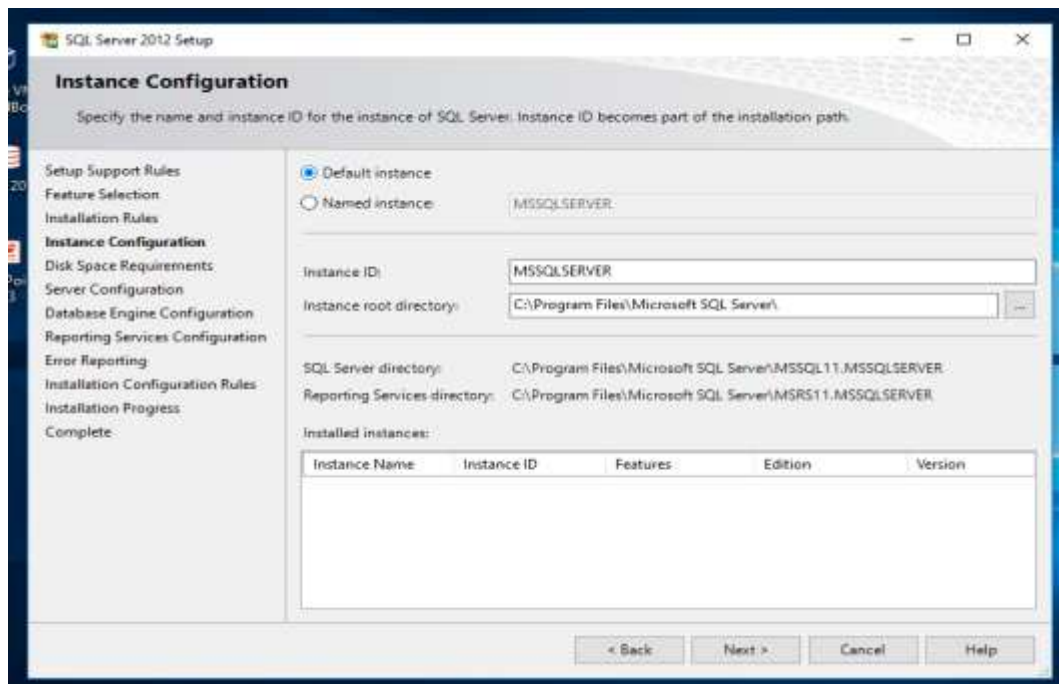 SQL Server 2012 Setup
Instance Configuration
Specify the name and instance ID for the instance of SQL Server. Instance ID becomes part of the installation path.
Setup Support Rules
Feature Selection
Installation Rules
Instance Configuration
Disk Space Requirements
Server Configuration
Database Engine Configuration
Reporting Services Configuration
Error Reporting
Installation Configuration Rules
Installation Progress
Complete
Default instance
Named instance: MSSQLSERVER
Instance ID: MSSQLSERVER
Instance root directory: C:\Program Files\Microsoft SQL Server\ ...
SQL Server directory: C:\Program Files\Microsoft SQL Server\MSSQL11.MSSQLSERVER
Reporting Services directory: C:\Program Files\Microsoft SQL Server\MSRS11.MSSQLSERVER
Installed instances:
Instance Name Instance ID Features Edition Version
< Back Next > Cancel Help